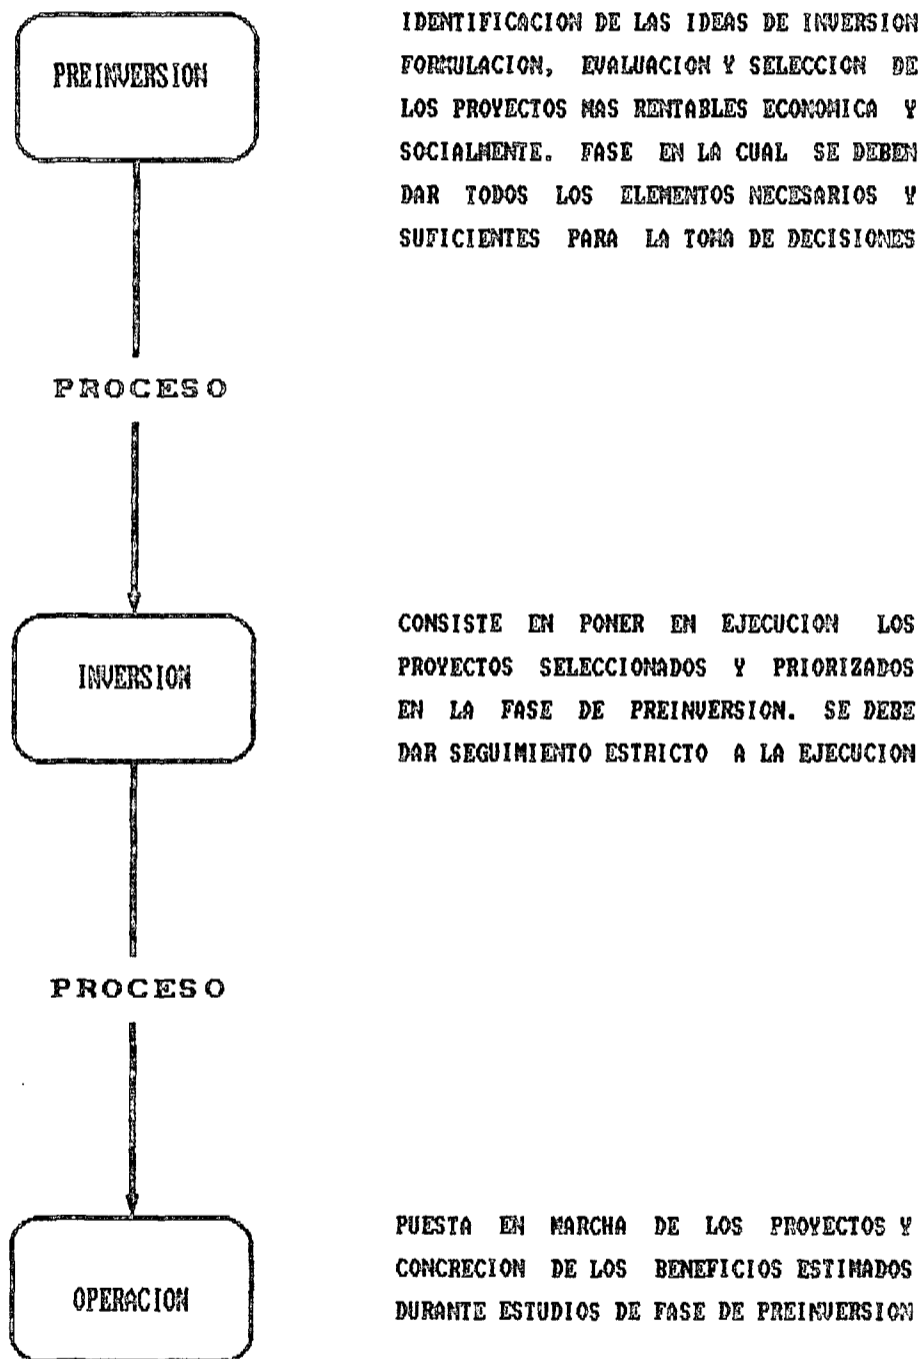 PREINVERSION
IDENTIFICACION DE LAS IDEAS DE INVERSION
FORMULACION, EVALUACION Y SELECCION DE
LOS PROYECTOS MAS RENTABLES ECONOMICA Y
SOCIALMENTE. FASE EN LA CUAL SE DEBEN
DAR TODOS LOS ELEMENTOS NECESARIOS Y
SUFICIENTES PARA LA TOMA DE DECISIONES
PROCESO
INVERSION
CONSISTE EN PONER EN EJECUCION LOS
PROYECTOS SELECCIONADOS Y PRIORIZADOS
EN LA FASE DE PREINVERSION. SE DEBE
DAR SEGUIMIENTO ESTRICTO A LA EJECUCION
PROCESO
OPERACION
PUESTA EN MARCHA DE LOS PROYECTOS Y
CONCRECION DE LOS BENEFICIOS ESTIMADOS
DURANTE ESTUDIOS DE FASE DE PREINVERSION